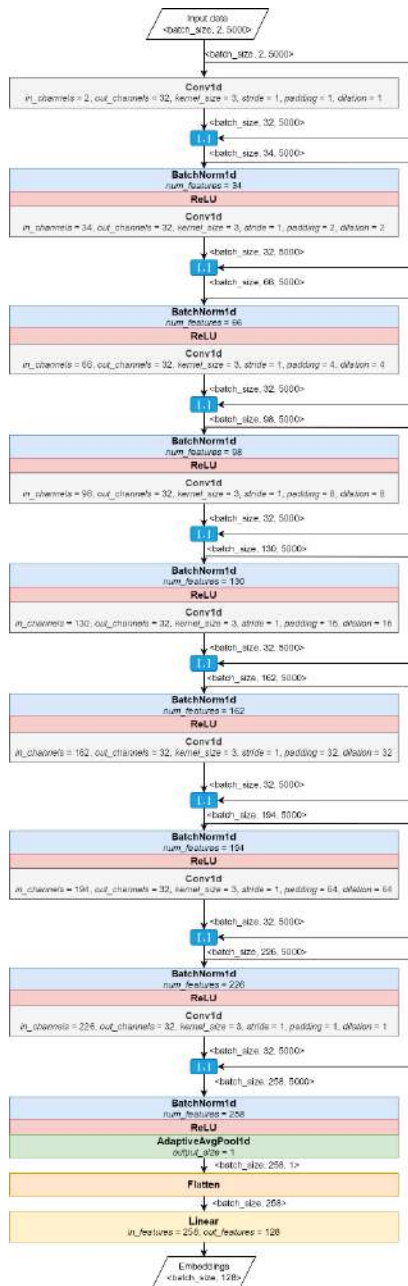 Input data
<batch_size, 2, 5000>
<batch_size, 2, 5000>
Conv1d
in_channels = 2, out_channels = 32, kernel_size = 3, stride = 1, padding = 1, dilation = 1
<batch_size, 32, 5000>
[,]
<batch_size, 34, 5000>
BatchNorm1d
num_features = 34
ReLU
Conv1d
in_channels = 34, out_channels = 32, kernel_size = 3, stride = 1, padding = 2, dilation = 2
<batch_size, 32, 5000>
[,]
<batch_size, 66, 5000>
BatchNorm1d
num_features = 66
ReLU
Conv1d
in_channels = 66, out_channels = 32, kernel_size = 3, stride = 1, padding = 4, dilation = 4
<batch_size, 32, 5000>
[,]
<batch_size, 98, 5000>
BatchNorm1d
num_features = 98
ReLU
Conv1d
in_channels = 98, out_channels = 32, kernel_size = 3, stride = 1, padding = 8, dilation = 8
<batch_size, 32, 5000>
[,]
<batch_size, 130, 5000>
BatchNorm1d
num_features = 130
ReLU
Conv1d
in_channels = 130, out_channels = 32, kernel_size = 3, stride = 1, padding = 16, dilation = 16
<batch_size, 32, 5000>
[,]
<batch_size, 162, 5000>
BatchNorm1d
num_features = 162
ReLU
Conv1d
in_channels = 162, out_channels = 32, kernel_size = 3, stride = 1, padding = 32, dilation = 32
<batch_size, 32, 5000>
[,]
<batch_size, 194, 5000>
BatchNorm1d
num_features = 194
ReLU
Conv1d
in_channels = 194, out_channels = 32, kernel_size = 3, stride = 1, padding = 64, dilation = 64
<batch_size, 32, 5000>
[,]
<batch_size, 226, 5000>
BatchNorm1d
num_features = 226
ReLU
Conv1d
in_channels = 226, out_channels = 32, kernel_size = 3, stride = 1, padding = 1, dilation = 1
<batch_size, 32, 5000>
[,]
<batch_size, 258, 5000>
BatchNorm1d
num_features = 258
ReLU
AdaptiveAvgPool1d
output_size = 1
<batch_size, 258, 1>
Flatten
<batch_size, 258>
Linear
in_features = 258, out_features = 128
Embeddings
<batch_size, 128>